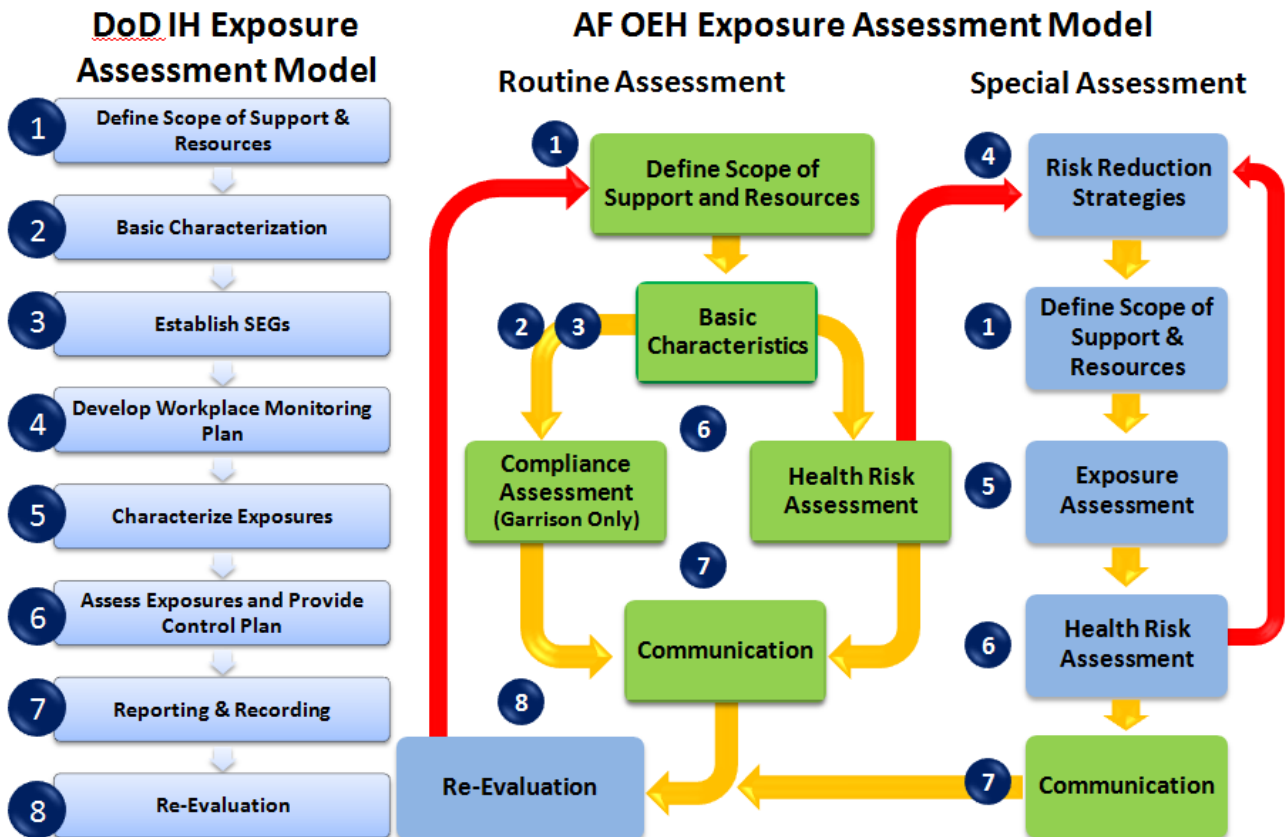 DoD IH Exposure
Assessment Model
1
Define Scope of Support &
Resources
2
Basic Characterization
3
Establish SEGs
4
Develop Workplace Monitoring
Plan
5
Characterize Exposures
6
Assess Exposures and Provide
Control Plan
7
Reporting & Recording
8
Re-Evaluation
AF OEH Exposure Assessment Model
Routine Assessment
1
Define Scope of
Support and Resources
2
3
Basic
Characteristics
6
Compliance
Assessment
(Garrison Only)
Health Risk
Assessment
7
Communication
8
Re-Evaluation
Special Assessment
4
Risk Reduction
Strategies
1
Define Scope of
Support &
Resources
5
Exposure
Assessment
6
Health Risk
Assessment
7
Communication